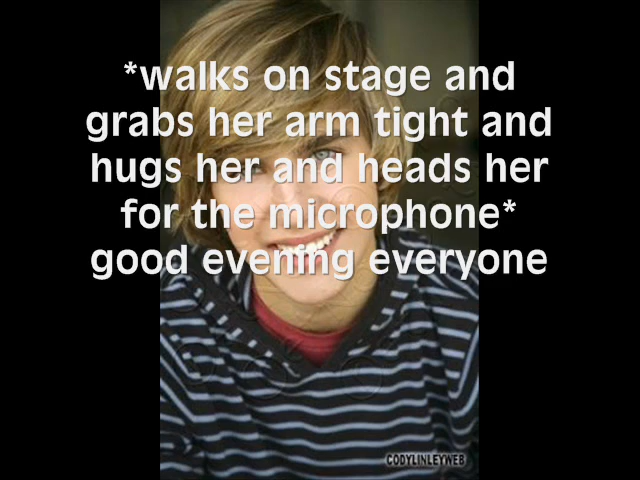 *walks on stage and
grabs her arm tight and
hugs her and heads her
for the microphone*
good evening everyone
CODYLINLEYWEB